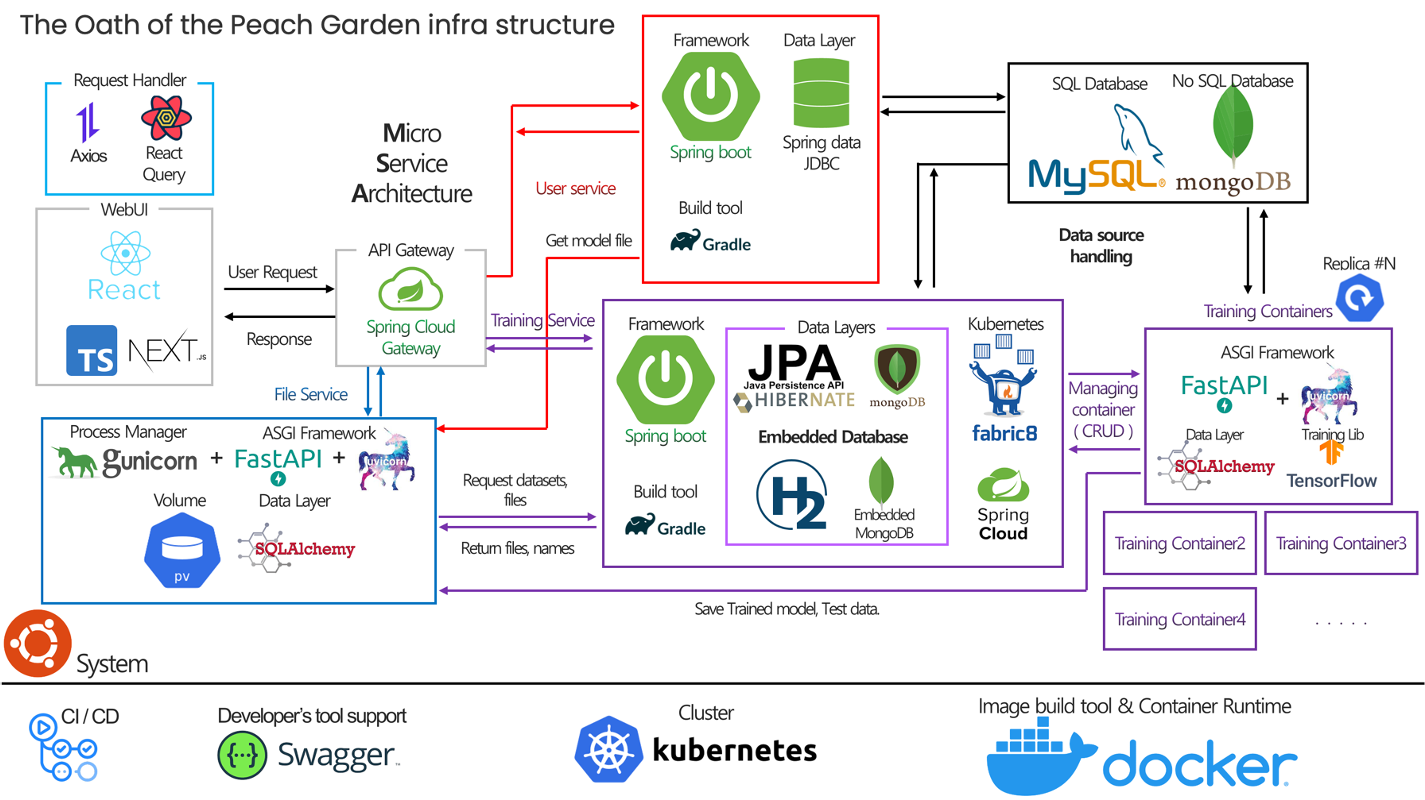 The Oath of the Peach Garden infra structure
Request Handler
Axios
React
Query
WebUI
React
TS
NEXT.JS
Micro
Service
Architecture
User Request
Response
API Gateway
Spring Cloud
Gateway
File Service
User service
Get model file
Training Service
Framework
Spring boot
Data Layer
Spring data
JDBC
Build tool
Gradle
SQL Database
MySQL®
No SQL Database
mongoDB
Data source
handling
Framework
Spring boot
Build tool
Gradle
Data Layers
JPA
Java Persistence API
HIBERNATE
mongoDB
Embedded Database
H2
Embedded
MongoDB
Kubernetes
fabric8
Spring
Cloud
Managing
container
( CRUD )
Replica #N
Training Containers
ASGI Framework
FastAPI
+
uvicorn
Data Layer
SQLAlchemy
Training Lib
TensorFlow
Training Container2
Training Container3
Training Container4
. . . . .
Process Manager
gunicorn
+
ASGI Framework
FastAPI
+
uvicorn
Volume
pv
Data Layer
SQLAlchemy
Request datasets,
files
Return files, names
Save Trained model, Test data.
System
CI / CD
Developer's tool support
{···}
Swagger™
Cluster
kubernetes
Image build tool & Container Runtime
docker